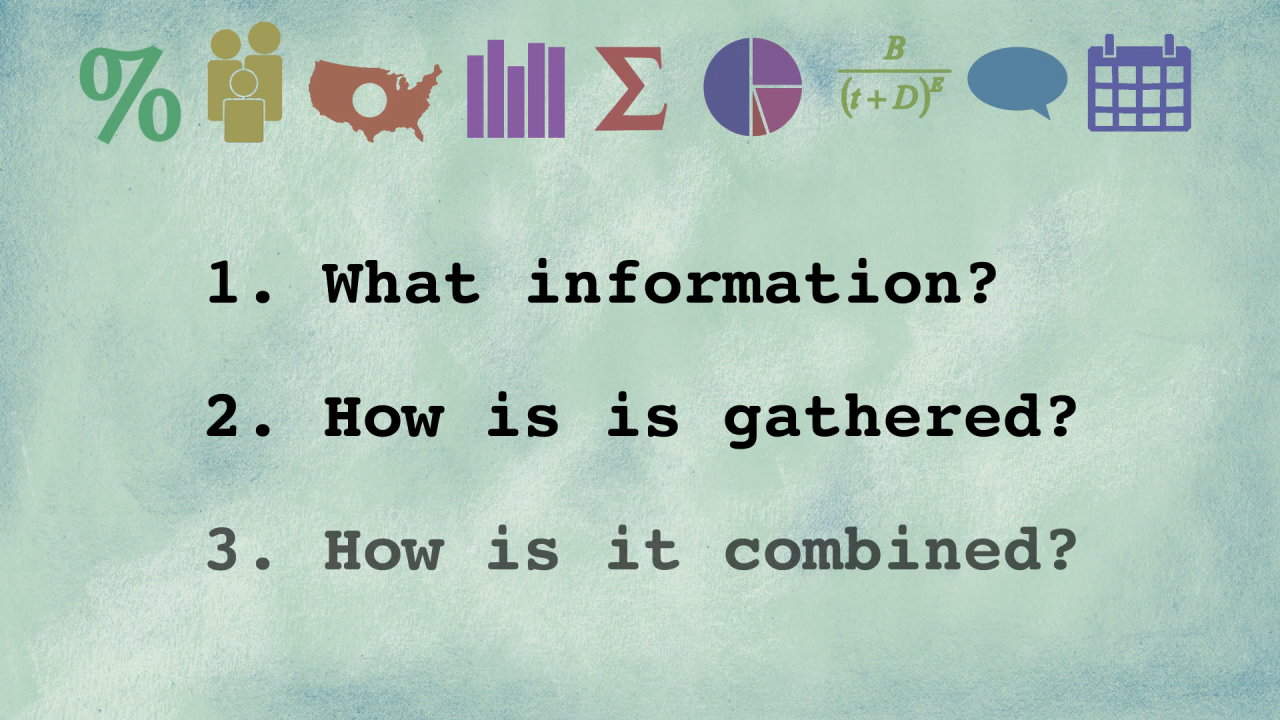 %
Σ
B
(t+D)^E
1. What information?
2. How is is gathered?
3. How is it combined?